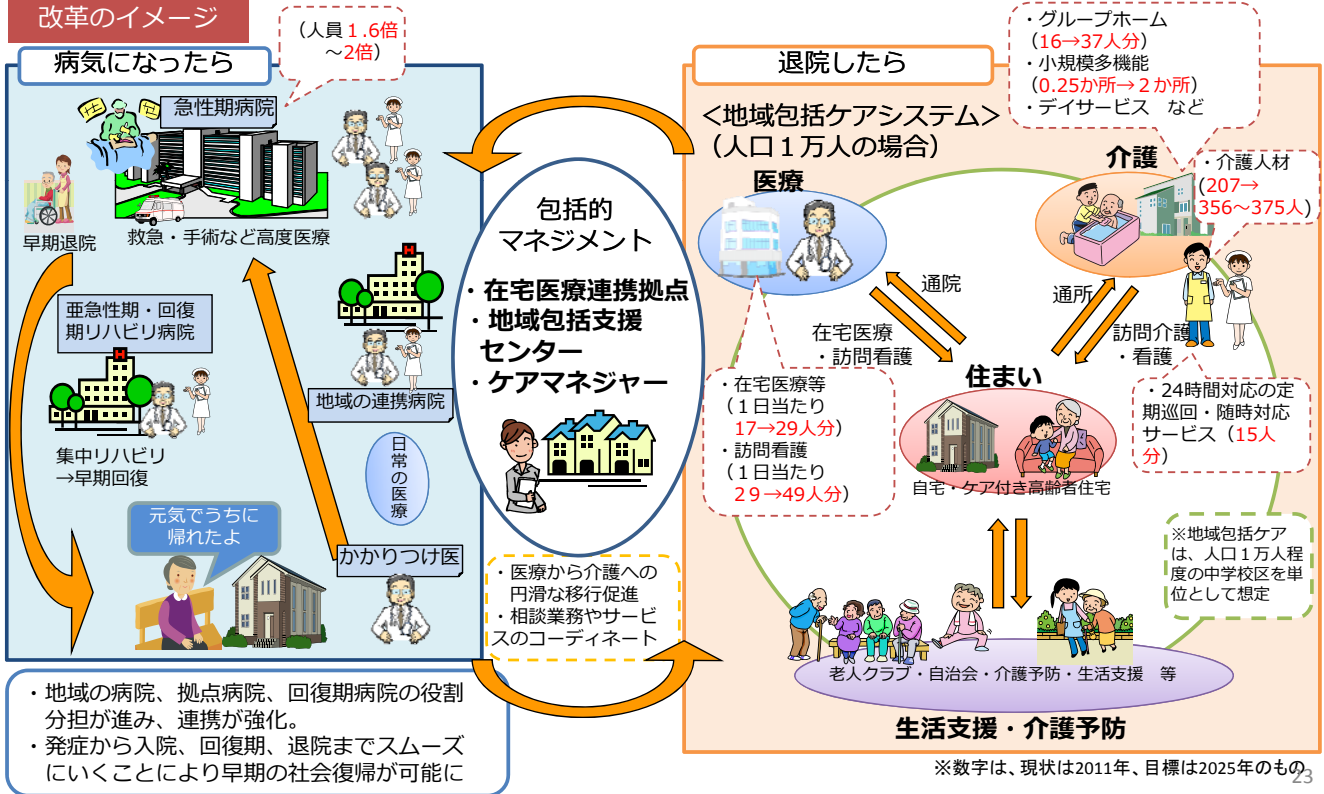 改革のイメージ
病気になったら
(人員１.6倍
～2倍)
急性期病院
早期退院
救急・手術など高度医療
亜急性期・回復
期リハビリ病院
集中リハビリ
→早期回復
地域の連携病院
日常の医療
元気でうちに
帰れたよ
かかりつけ医
・地域の病院、拠点病院、回復期病院の役割
分担が進み、連携が強化。
・発症から入院、回復期、退院までスムーズ
にいくことにより早期の社会復帰が可能に
包括的
マネジメント
・在宅医療連携拠点
・地域包括支援
センター
・ケアマネジャー
・医療から介護への
円滑な移行促進
・相談業務やサービ
スのコーディネート
退院したら
＜地域包括ケアシステム＞
(人口１万人の場合)
・グループホーム
(16→37人分)
・小規模多機能
(0.25か所→２か所)
・デイサービス　など
医療
介護
・介護人材
(207→
356～375人)
通院
通所
在宅医療
・訪問看護
訪問介護
・看護
・在宅医療等
(１日当たり
17→29人分)
・訪問看護
(１日当たり
２９→49人分)
住まい
自宅・ケア付き高齢者住宅
・24時間対応の定
期巡回・随時対応
サービス（15人
分）
※地域包括ケア
は、人口１万人程
度の中学校区を単
位として想定
老人クラブ・自治会・介護予防・生活支援　等
生活支援・介護予防
※数字は、現状は2011年、目標は2025年のもの
23